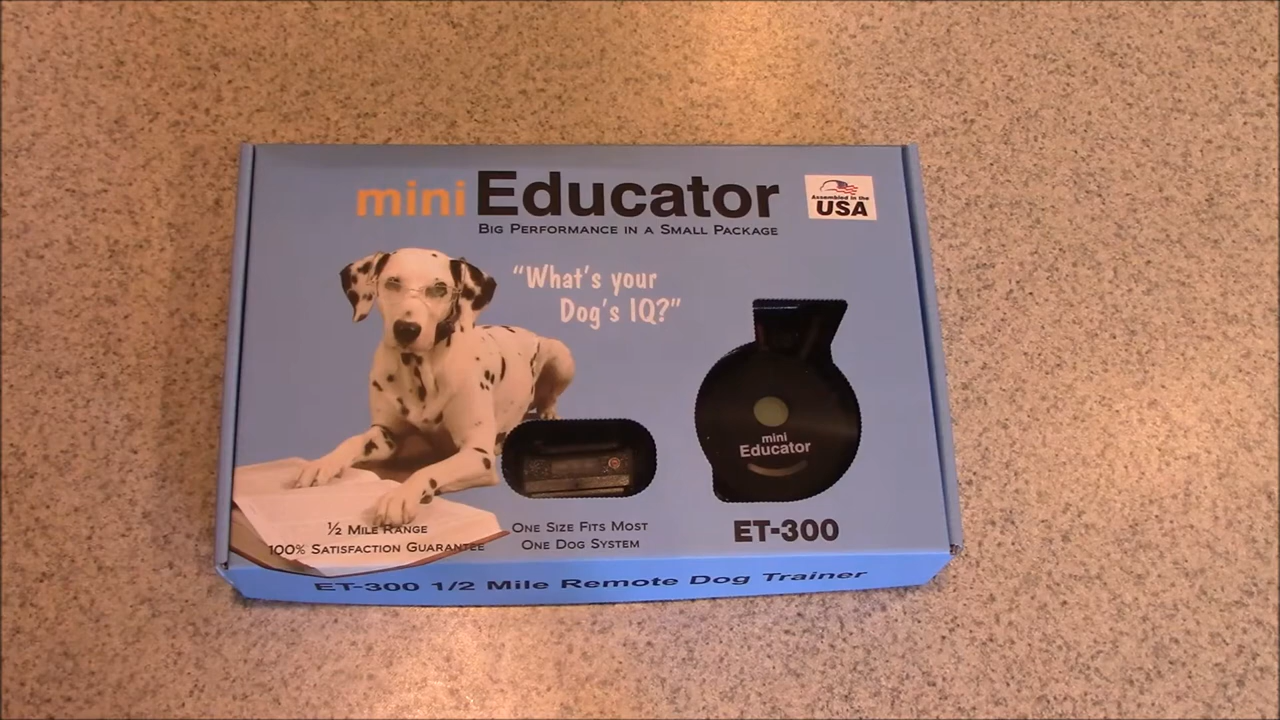 mini Educator
BIG PERFORMANCE IN A SMALL PACKAGE
Assembled in the
USA
"What's your
Dog's IQ?"
mini
Educator
½ MILE RANGE
100% SATISFACTION GUARANTEE
ONE SIZE FITS MOST
ONE DOG SYSTEM
ET-300
ET-300 1/2 Mile Remote Dog Trainer